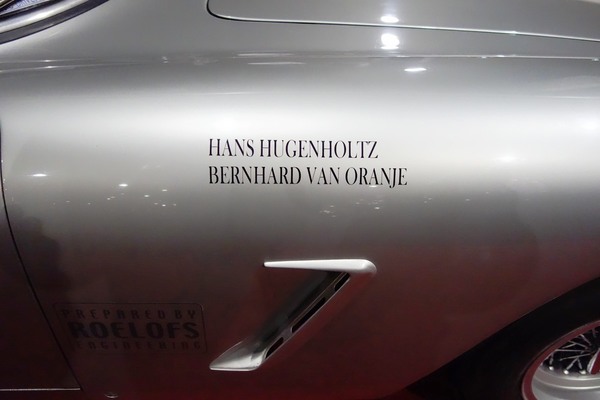 HANS HUGENHOLTZ
BERNHARD VAN ORANJE
PREPARED BY
ROELOFS
ENGINEERING